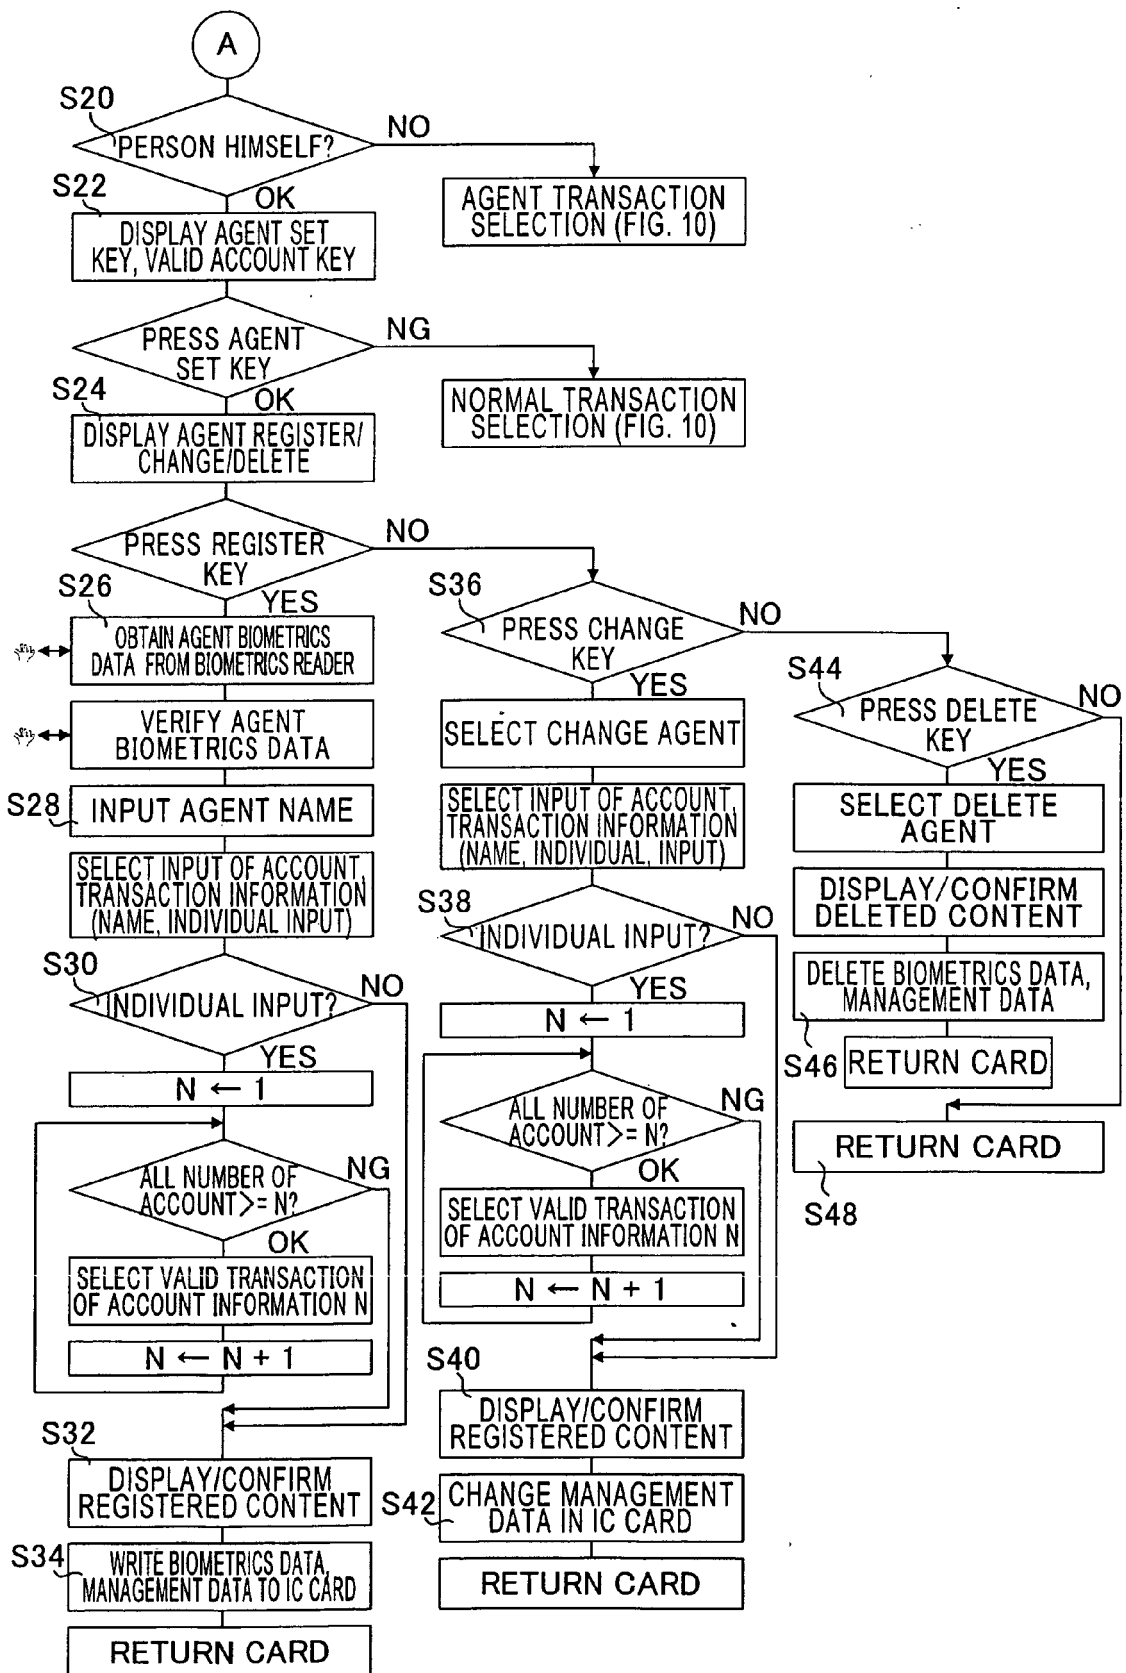 A
S20
PERSON HIMSELF?
NO
AGENT TRANSACTION
SELECTION (FIG. 10)
OK
S22
DISPLAY AGENT SET
KEY, VALID ACCOUNT KEY
PRESS AGENT
SET KEY
NG
NORMAL TRANSACTION
SELECTION (FIG. 10)
OK
S24
DISPLAY AGENT REGISTER/
CHANGE/DELETE
PRESS REGISTER
KEY
NO
YES
S26
OBTAIN AGENT BIOMETRICS
DATA FROM BIOMETRICS READER
VERIFY AGENT
BIOMETRICS DATA
S28
INPUT AGENT NAME
SELECT INPUT OF ACCOUNT,
TRANSACTION INFORMATION
(NAME, INDIVIDUAL INPUT)
S30
INDIVIDUAL INPUT?
NO
YES
N ← 1
ALL NUMBER OF
ACCOUNT>= N?
NG
OK
SELECT VALID TRANSACTION
OF ACCOUNT INFORMATION N
N ← N + 1
S32
DISPLAY/CONFIRM
REGISTERED CONTENT
S34
WRITE BIOMETRICS DATA,
MANAGEMENT DATA TO IC CARD
RETURN CARD
S36
PRESS CHANGE
KEY
NO
YES
SELECT CHANGE AGENT
SELECT INPUT OF ACCOUNT,
TRANSACTION INFORMATION
(NAME, INDIVIDUAL, INPUT)
S38
INDIVIDUAL INPUT?
NO
YES
N ← 1
ALL NUMBER OF
ACCOUNT>= N?
NG
OK
SELECT VALID TRANSACTION
OF ACCOUNT INFORMATION N
N ← N + 1
S40
DISPLAY/CONFIRM
REGISTERED CONTENT
S42
CHANGE MANAGEMENT
DATA IN IC CARD
RETURN CARD
S44
PRESS DELETE
KEY
NO
YES
SELECT DELETE
AGENT
DISPLAY/CONFIRM
DELETED CONTENT
DELETE BIOMETRICS DATA,
MANAGEMENT DATA
S46
RETURN CARD
RETURN CARD
S48